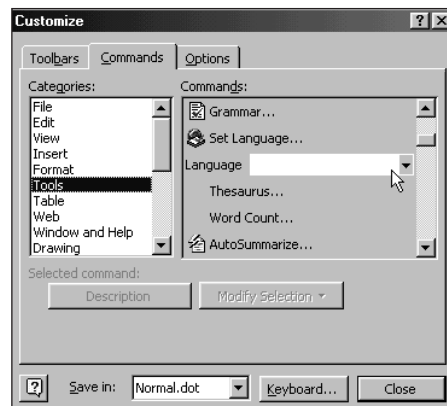 Customize
Toolbars Commands Options
Categories:
File
Edit
View
Insert
Format
Tools
Table
Web
Window and Help
Drawing
Commands:
Grammar...
Set Language...
Language
Thesaurus...
Word Count...
AutoSummarize...
Selected command:
Description Modify Selection
Save in: Normal.dot Keyboard... Close